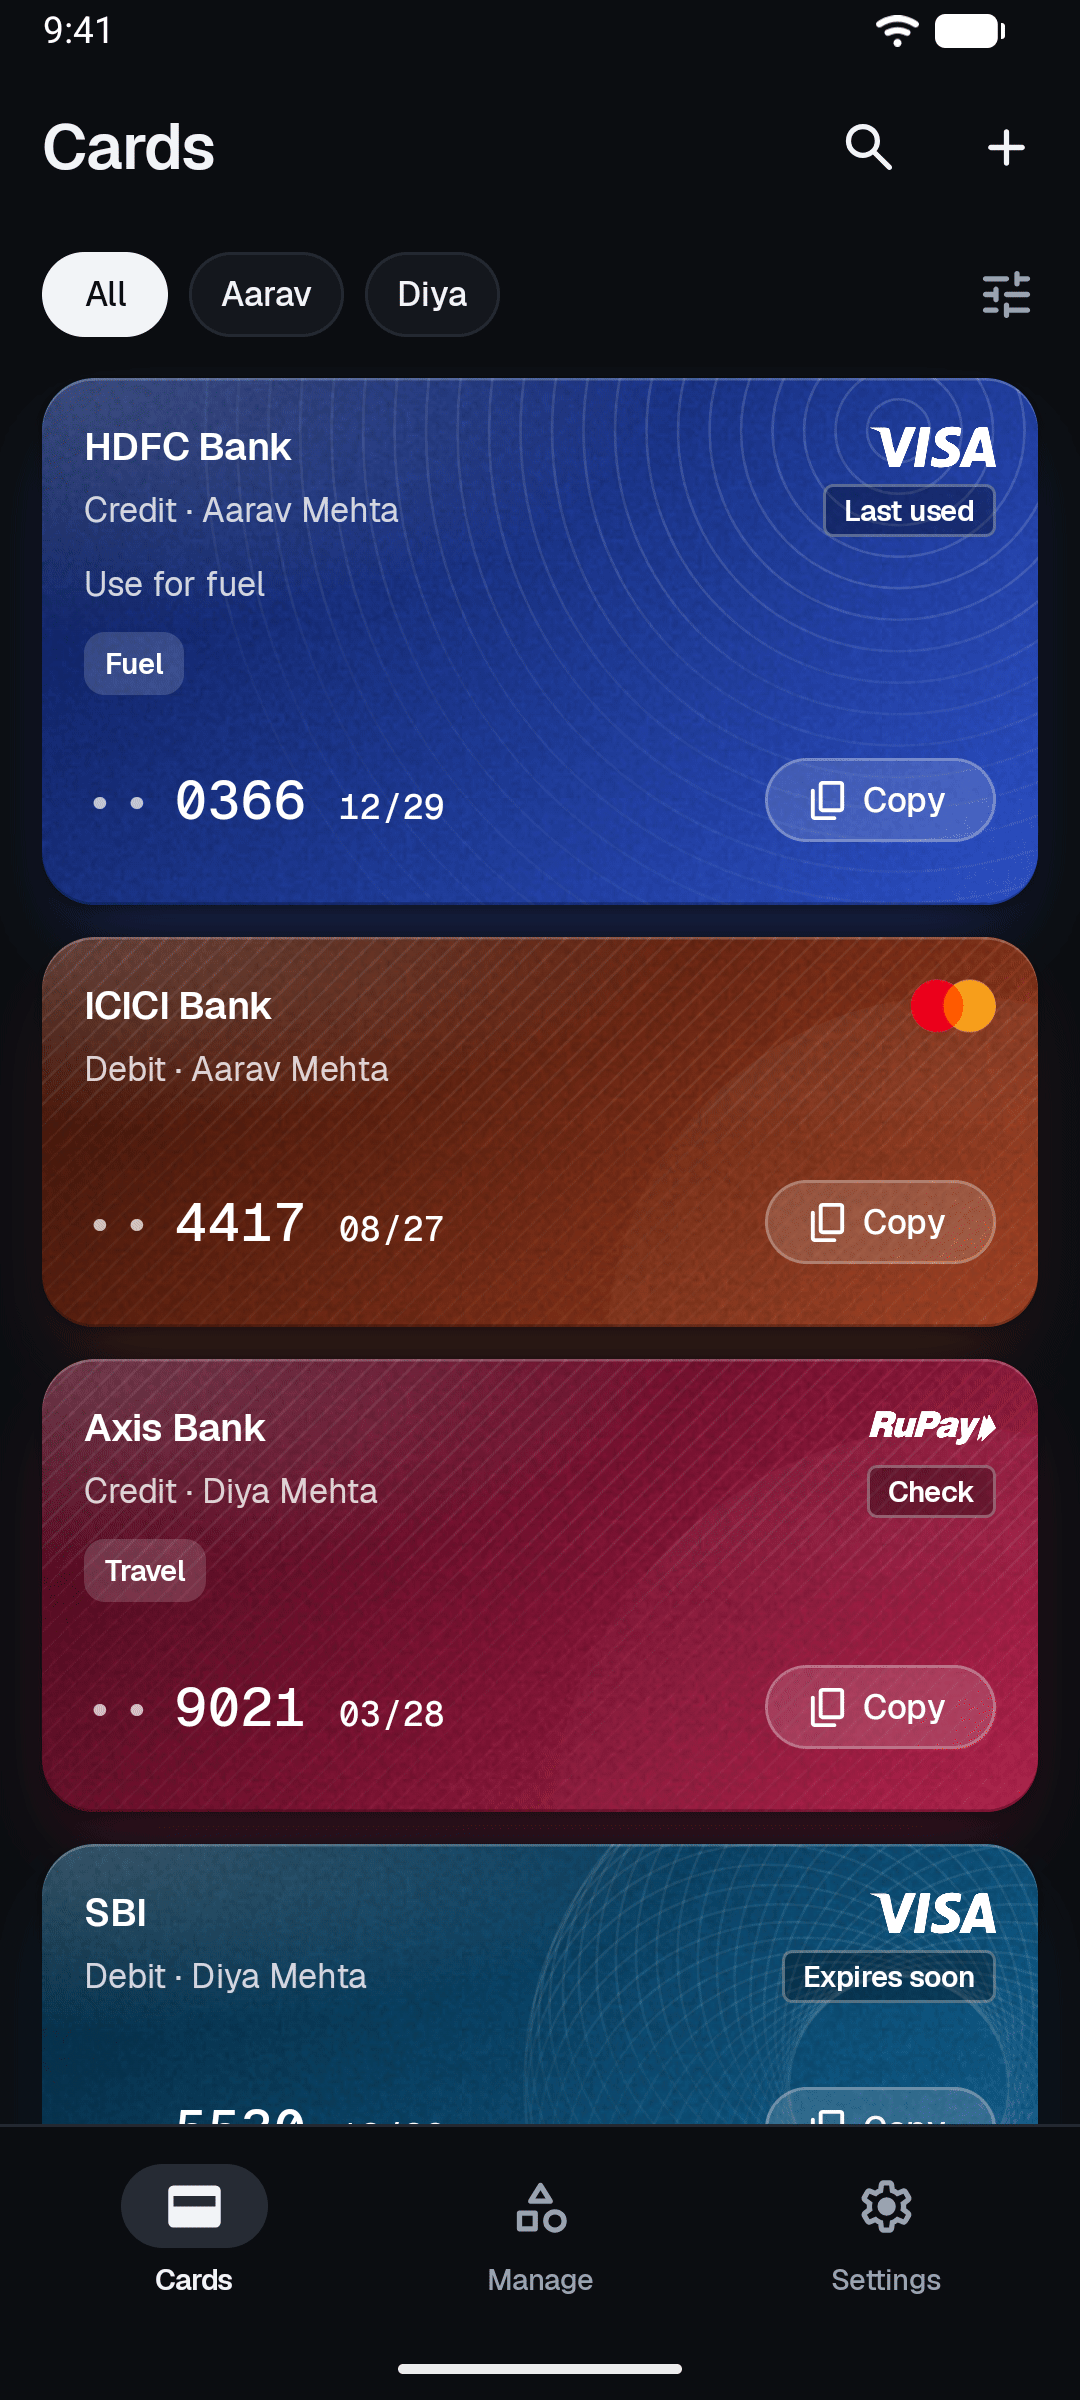 9:41
Cards
All
Aarav
Diya
HDFC Bank
VISA
Credit · Aarav Mehta
Last used
Use for fuel
Fuel
•• 0366 12/29
Copy
ICICI Bank
Debit · Aarav Mehta
•• 4417 08/27
Copy
Axis Bank
RuPay
Credit · Diya Mehta
Check
Travel
•• 9021 03/28
Copy
SBI
VISA
Debit · Diya Mehta
Expires soon
Copy
Cards
Manage
Settings